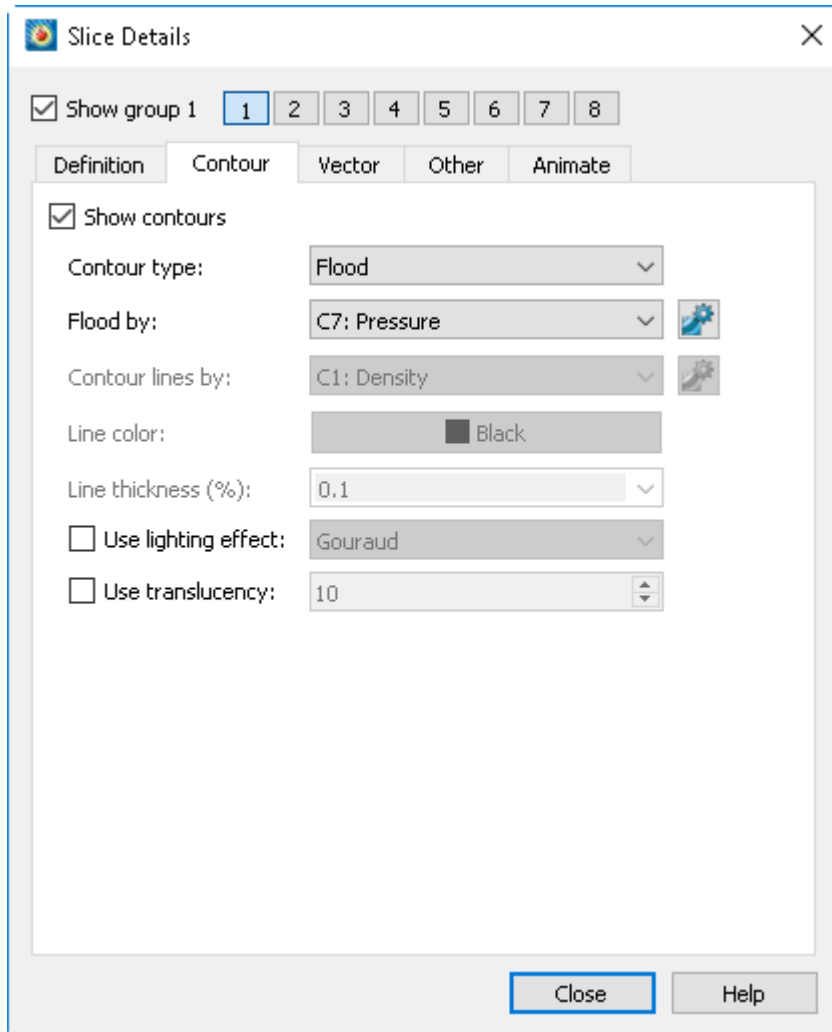 Slice Details
Show group 1 1 2 3 4 5 6 7 8
Definition Contour Vector Other Animate
Show contours
Contour type: Flood
Flood by: C7: Pressure
Contour lines by: C1: Density
Line color: Black
Line thickness (%): 0.1
Use lighting effect: Gouraud
Use translucency: 10
Close Help